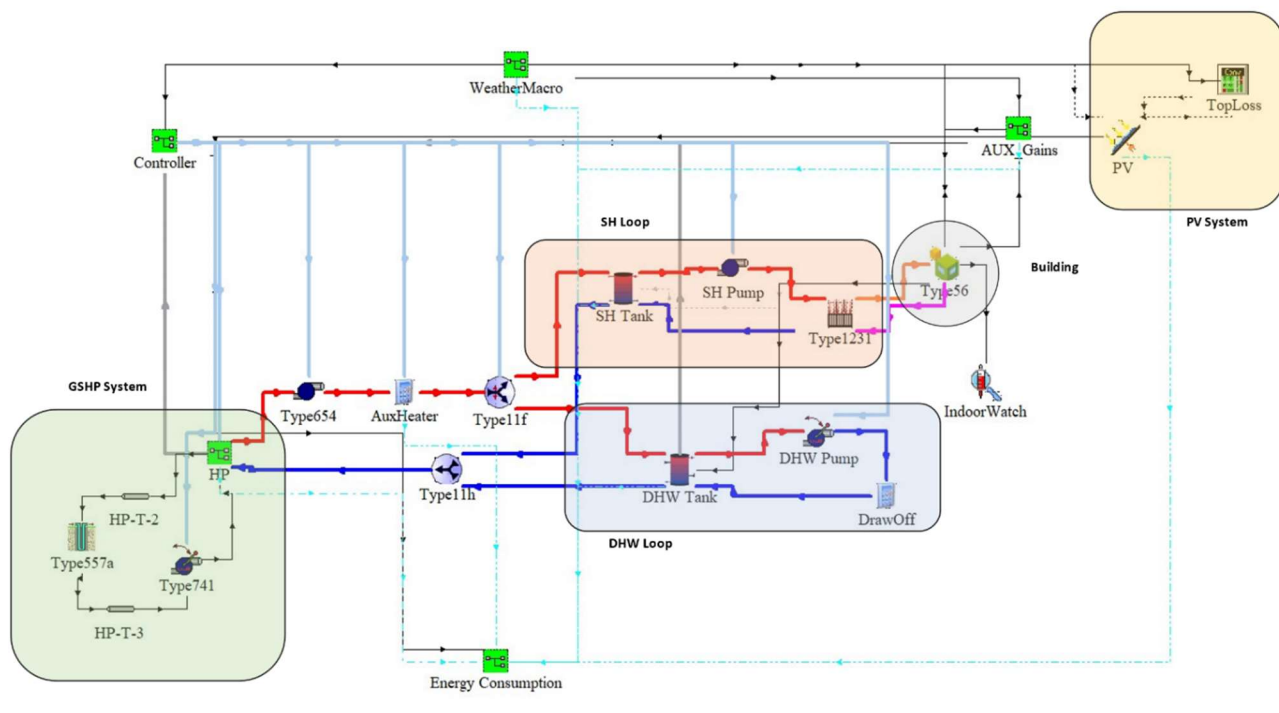 WeatherMacro
TopLoss
Controller
AUX_Gains
PV
PV System
SH Loop
Building
SH Tank
SH Pump
Type1231
Type56
GSHP System
Type654
AuxHeater
Type11f
IndoorWatch
HP
Type11h
DHW Tank
DHW Pump
DrawOff
DHW Loop
HP-T-2
Type557a
Type741
HP-T-3
Energy Consumption